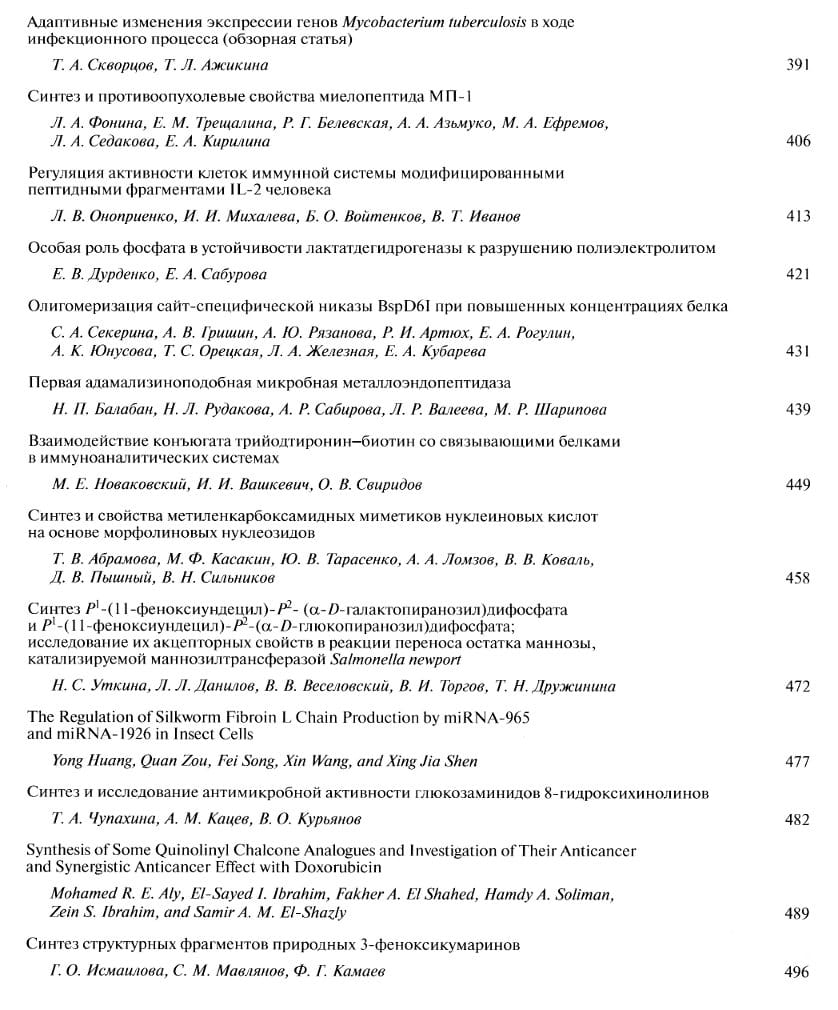 Адаптивные изменения экспрессии генов Mycobacterium tuberculosis в ходе
инфекционного процесса (обзорная статья)
Т. А. Скворцов, Т. Л. Ажикина 391
Синтез и противоопухолевые свойства миелопептида МП-1
Л. А. Фонина, Е. М. Трещалина, Р. Г. Белевская, А. А. Азьмуко, М. А. Ефремов,
Л. А. Седакова, Е. А. Кирилина 406
Регуляция активности клеток иммунной системы модифицированными
пептидными фрагментами IL-2 человека
Л. В. Оноприенко, И. И. Михалева, Б. О. Войтенков, В. Т. Иванов 413
Особая роль фосфата в устойчивости лактатдегидрогеназы к разрушению полиэлектролитом
Е. В. Дурденко, Е. А. Сабурова 421
Олигомеризация сайт-специфической никазы BspD6I при повышенных концентрациях белка
С. А. Секерина, А. В. Гришин, А. Ю. Рязанова, Р. И. Артюх, Е. А. Рогулин,
А. К. Юнусова, Т. С. Орецкая, Л. А. Железная, Е. А. Кубарева 431
Первая адамализиноподобная микробная металлоэндопептидаза
Н. П. Балабан, Н. Л. Рудакова, А. Р. Сабирова, Л. Р. Валеева, М. Р. Шарипова 439
Взаимодействие конъюгата трийодтиронин–биотин со связывающими белками
в иммуноаналитических системах
М. Е. Новаковский, И. И. Вашкевич, О. В. Свиридов 449
Синтез и свойства метиленкарбоксамидных миметиков нуклеиновых кислот
на основе морфолиновых нуклеозидов
Т. В. Абрамова, М. Ф. Касакин, Ю. В. Тарасенко, А. А. Ломзов, В. В. Коваль,
Д. В. Пышный, В. Н. Сильников 458
Синтез P¹-(11-феноксиундецил)-P²- (α-D-галактопиранозил)дифосфата
и P¹-(11-феноксиундецил)-P²-(α-D-глюкопиранозил)дифосфата;
исследование их акцепторных свойств в реакции переноса остатка маннозы,
катализируемой маннозилтрансферазой Salmonella newport
Н. С. Уткина, Л. Л. Данилов, В. В. Веселовский, В. И. Торгов, Т. Н. Дружинина 472
The Regulation of Silkworm Fibroin L Chain Production by miRNA-965
and miRNA-1926 in Insect Cells
Yong Huang, Quan Zou, Fei Song, Xin Wang, and Xing Jia Shen 477
Синтез и исследование антимикробной активности глюкозаминидов 8-гидроксихинолинов
Т. А. Чупахина, А. М. Кацев, В. О. Курьянов 482
Synthesis of Some Quinolinyl Chalcone Analogues and Investigation of Their Anticancer
and Synergistic Anticancer Effect with Doxorubicin
Mohamed R. E. Aly, El-Sayed I. Ibrahim, Fakher A. El Shahed, Hamdy A. Soliman,
Zein S. Ibrahim, and Samir A. M. El-Shazly 489
Синтез структурных фрагментов природных 3-феноксикумаринов
Г. О. Исмаилова, С. М. Мавлянов, Ф. Г. Камаев 496